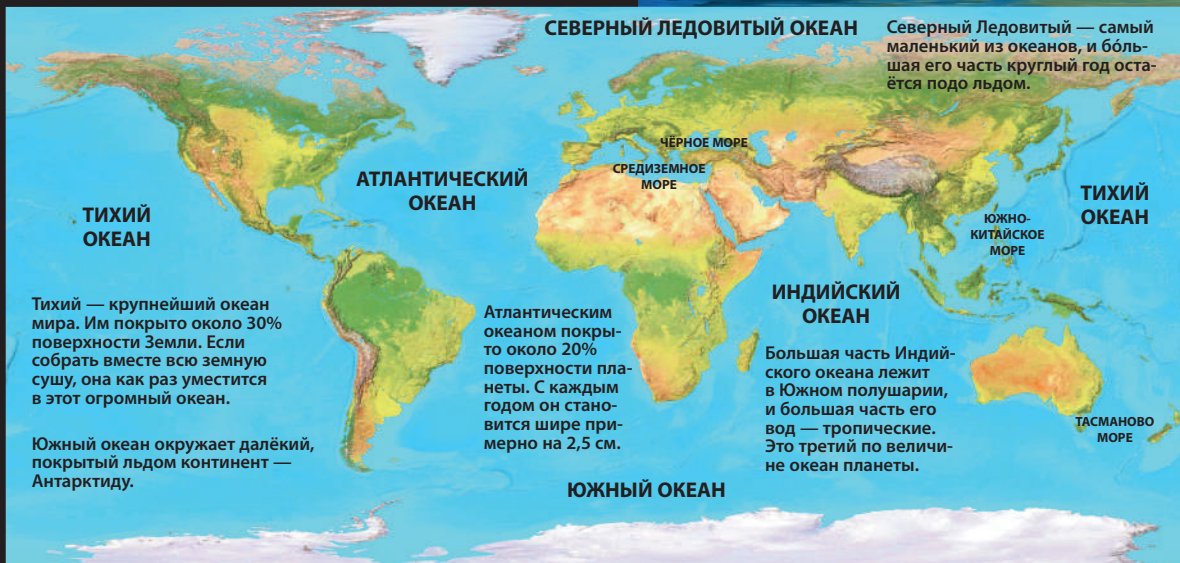 СЕВЕРНЫЙ ЛЕДОВИТЫЙ ОКЕАН
Северный Ледовитый — самый
маленький из океанов, и бо́ль-
шая его часть круглый год оста-
ётся подо льдом.
ЧЁРНОЕ МОРЕ
СРЕДИЗЕМНОЕ
МОРЕ
АТЛАНТИЧЕСКИЙ
ОКЕАН
ТИХИЙ
ОКЕАН
ТИХИЙ
ОКЕАН
ЮЖНО-
КИТАЙСКОЕ
МОРЕ
ИНДИЙСКИЙ
ОКЕАН
Тихий — крупнейший океан
мира. Им покрыто около 30%
поверхности Земли. Если
собрать вместе всю земную
сушу, она как раз уместится
в этот огромный океан.
Атлантическим
океаном покры-
то около 20%
поверхности пла-
неты. С каждым
годом он стано-
вится шире при-
мерно на 2,5 см.
Большая часть Индий-
ского океана лежит
в Южном полушарии,
и большая часть его
вод — тропические.
Это третий по величи-
не океан планеты.
ТАСМАНОВО
МОРЕ
Южный океан окружает далёкий,
покрытый льдом континент —
Антарктиду.
ЮЖНЫЙ ОКЕАН